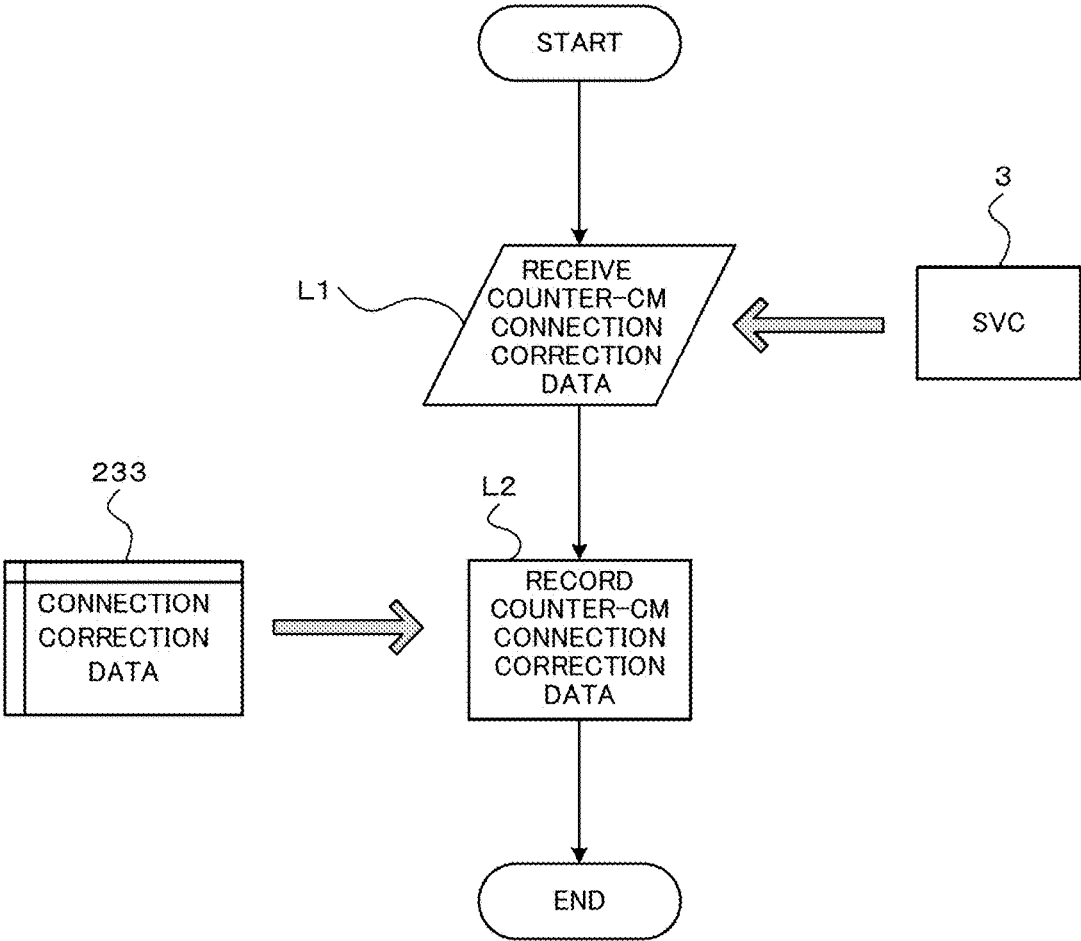 START
3
L1
RECEIVE
COUNTER-CM
CONNECTION
CORRECTION
DATA
SVC
233
L2
CONNECTION
CORRECTION
DATA
RECORD
COUNTER-CM
CONNECTION
CORRECTION
DATA
END